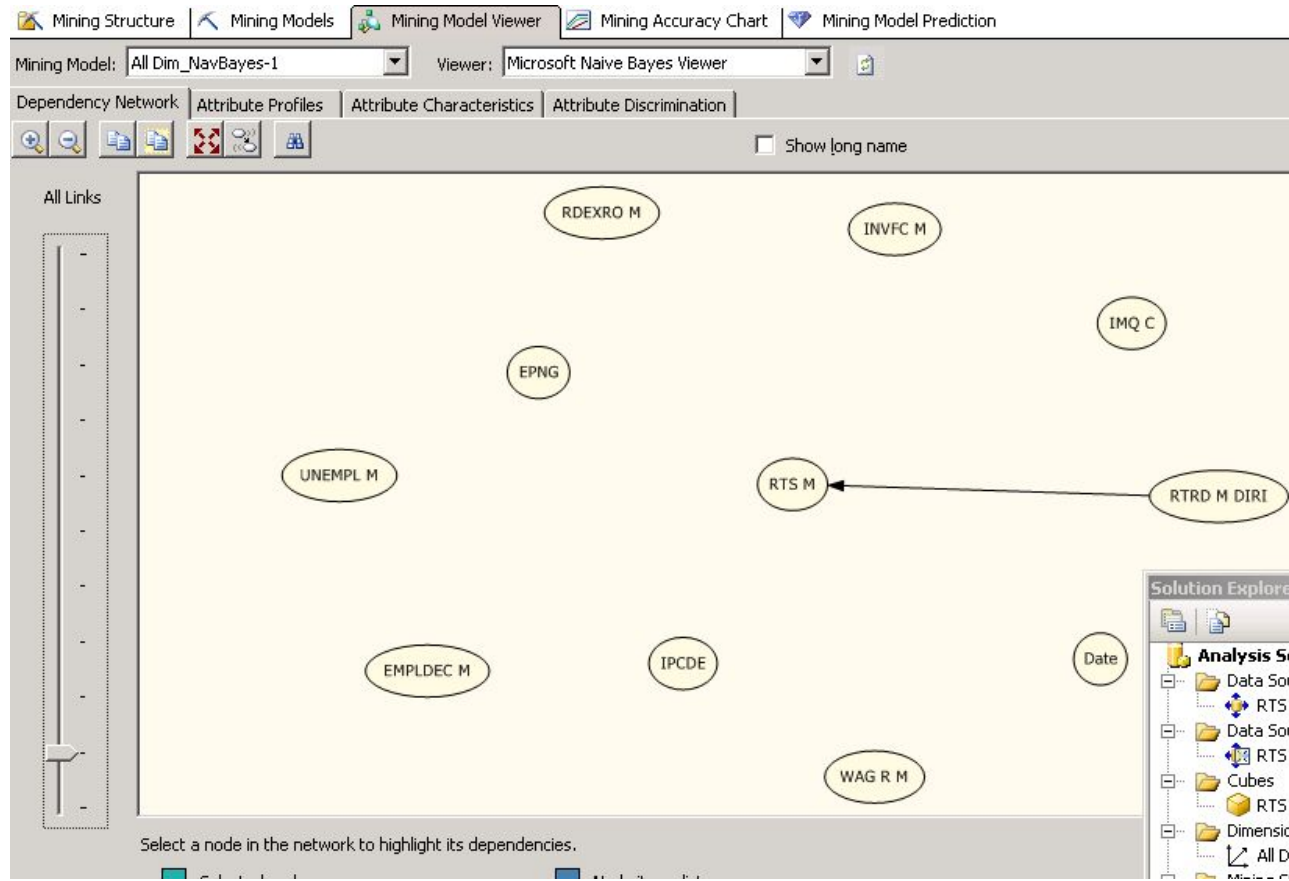 Mining Structure Mining Models Mining Model Viewer Mining Accuracy Chart Mining Model Prediction
Mining Model: All Dim_NavBayes-1 Viewer: Microsoft Naive Bayes Viewer
Dependency Network Attribute Profiles Attribute Characteristics Attribute Discrimination
Show long name
All Links
RDEXRO M
INVFC M
IMQ C
EPNG
UNEMPL M
RTS M
RTRD M DIRI
EMPLDEC M
IPCDE
Date
WAG R M
Solution Explore
Analysis S
Data Sou
RTS
Data Sou
RTS
Cubes
RTS
Dimensio
All D
Select a node in the network to highlight its dependencies.